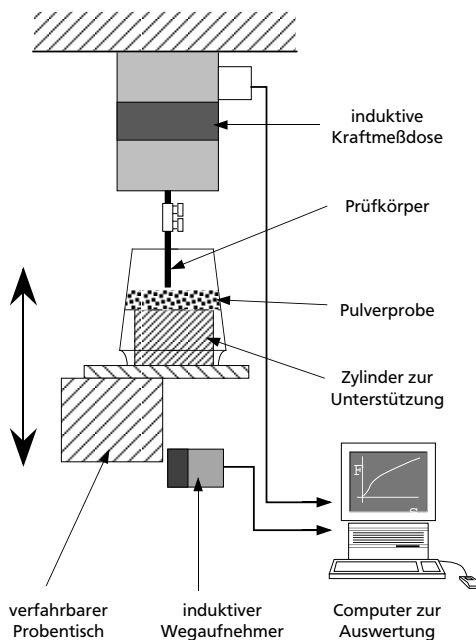 induktive
Kraftmeßdose
Prüfkörper
Pulverprobe
Zylinder zur
Unterstützung
verfahrbarer
Probentisch
induktiver
Wegaufnehmer
Computer zur
Auswertung